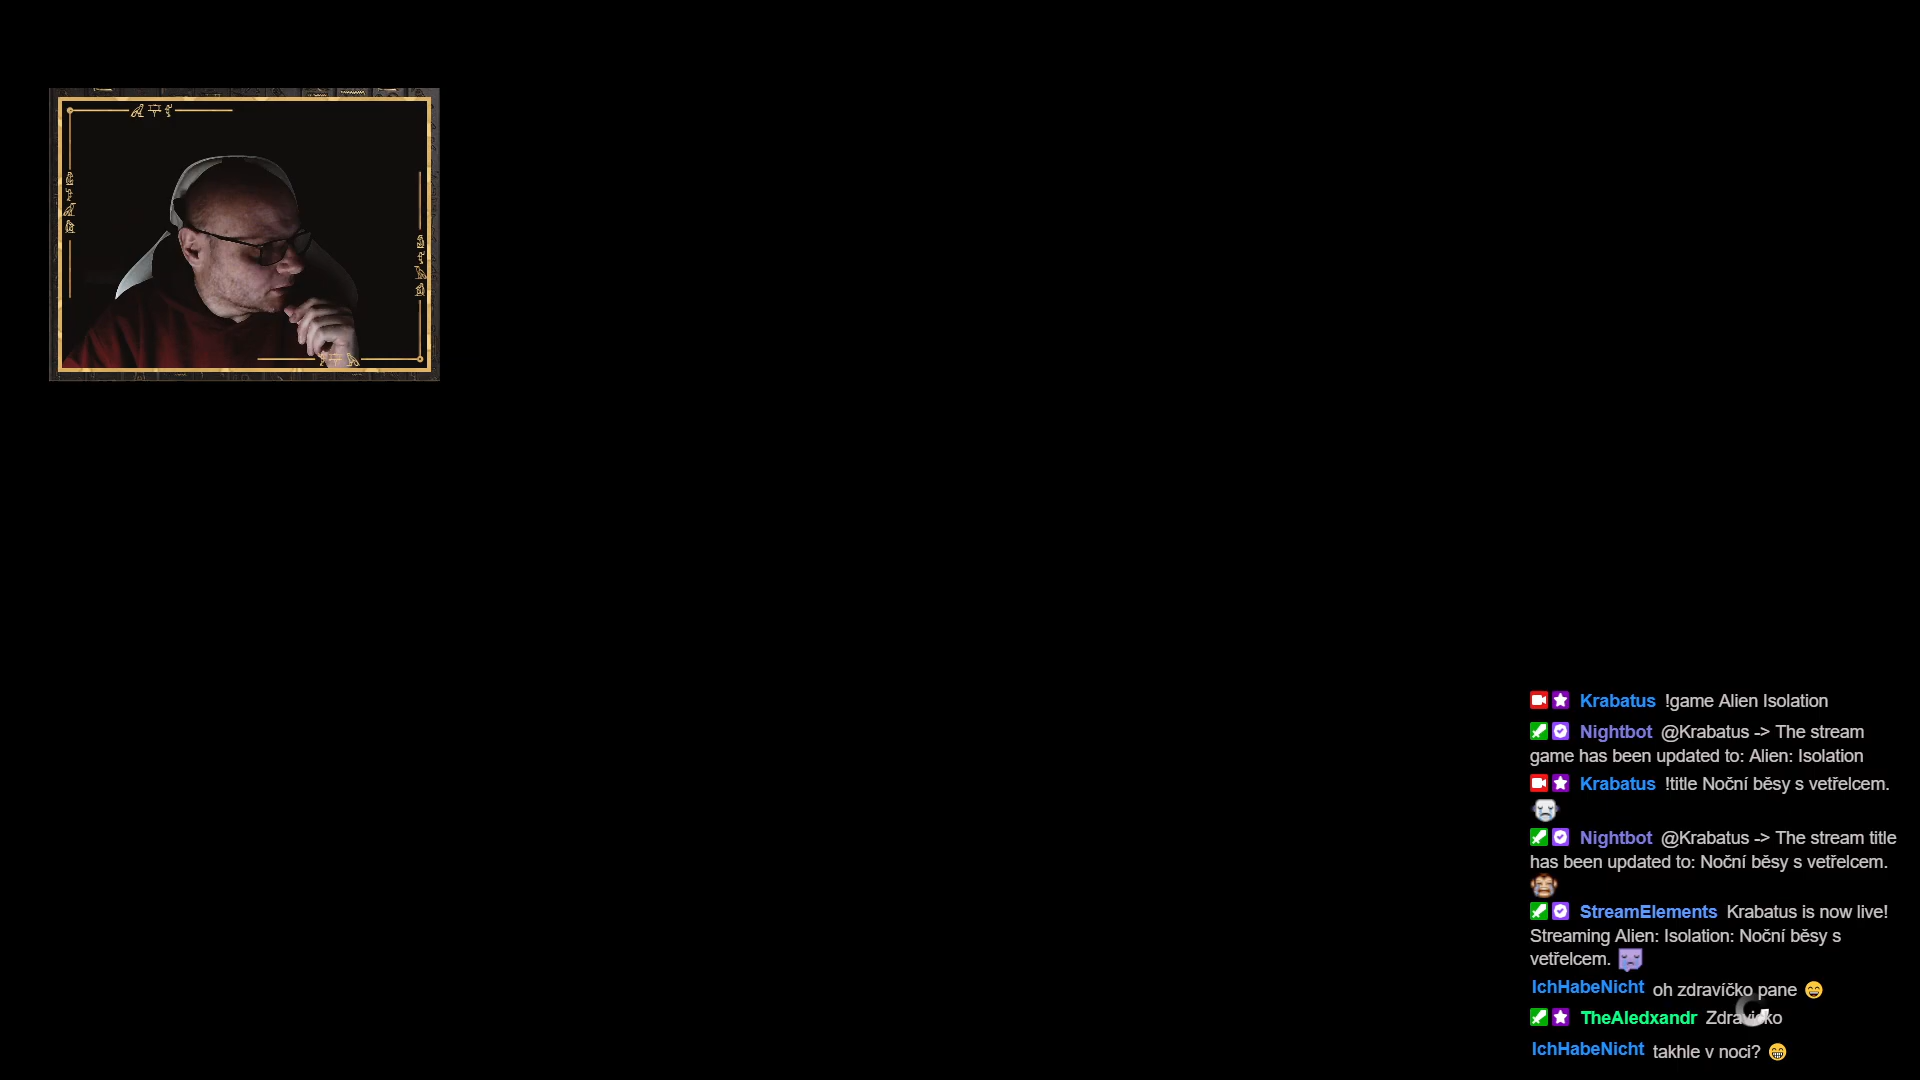 Krabatus !game Alien Isolation
Nightbot @Krabatus -> The stream
game has been updated to: Alien: Isolation
Krabatus !title Noční běsy s vetřelcem.
Nightbot @Krabatus -> The stream title
has been updated to: Noční běsy s vetřelcem.
StreamElements Krabatus is now live!
Streaming Alien: Isolation: Noční běsy s
vetřelcem.
IchHabeNicht oh zdravíčko pane 😄
TheAledxandr Zdravicko
IchHabeNicht takhle v noci? 😁